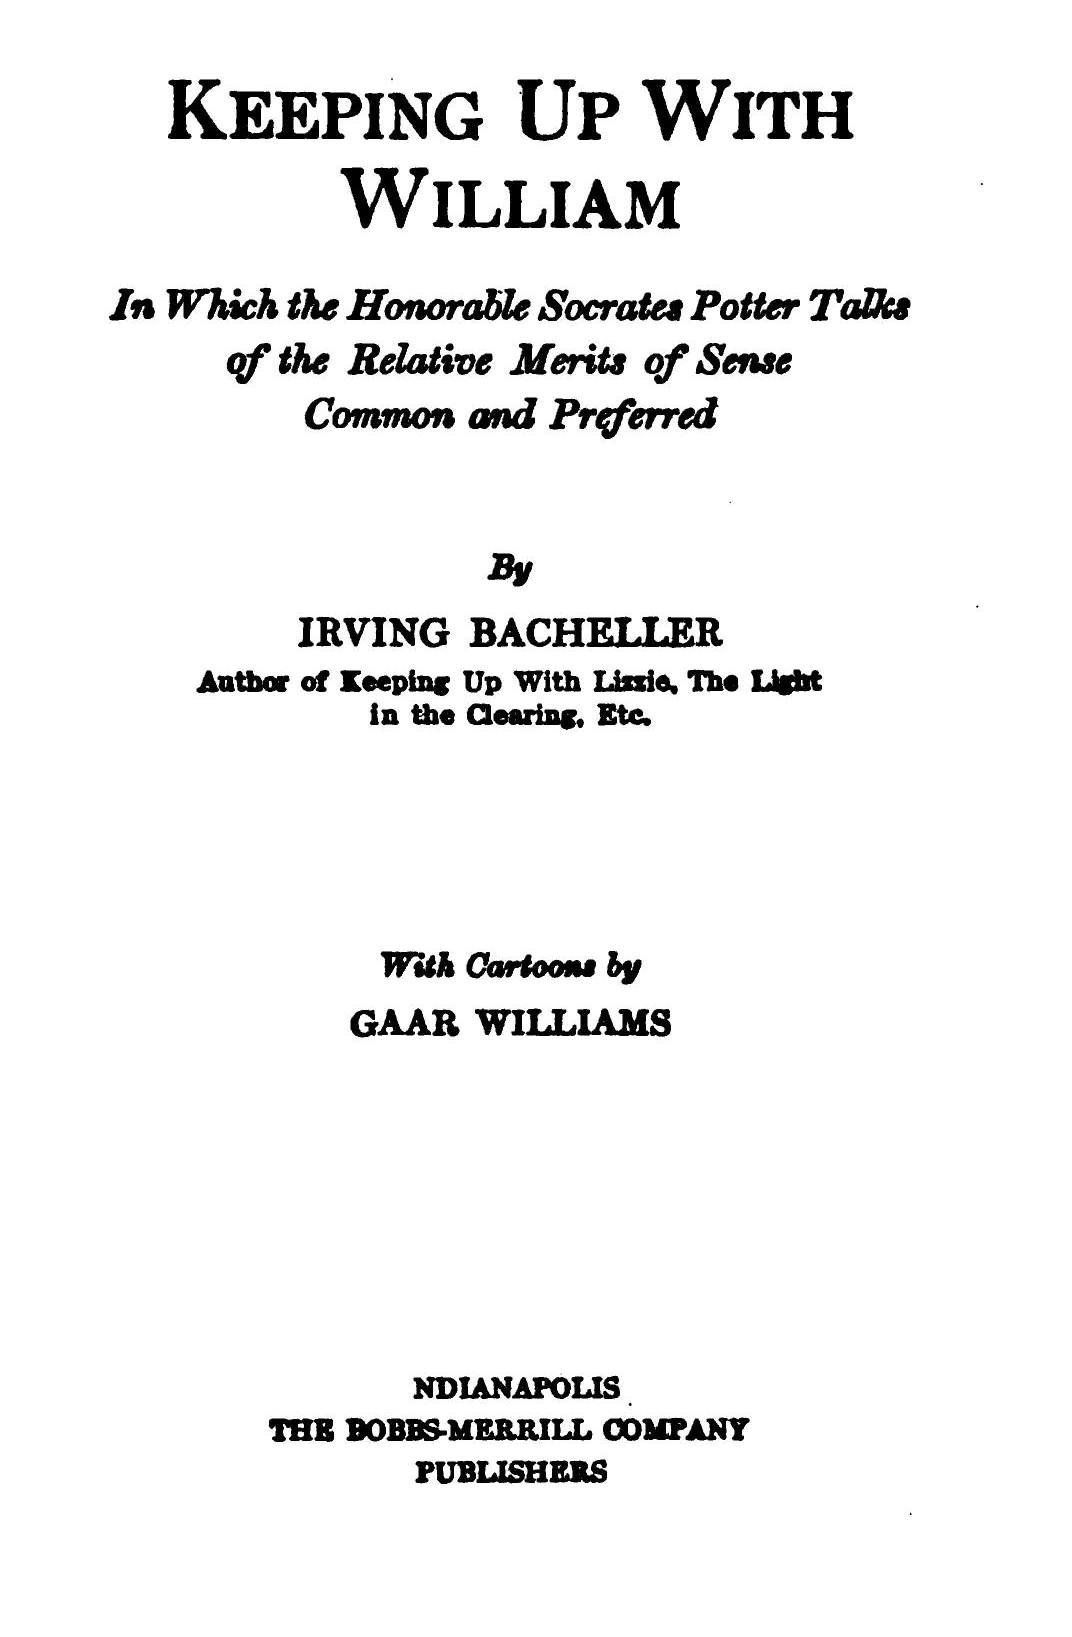 KEEPING UP WITH
WILLIAM
In Which the Honorable Socrates Potter Talks
of the Relative Merits of Sense
Common and Preferred
By
IRVING BACHELLER
Author of Keeping Up With Lizzie, The Light
in the Clearing, Etc.
With Cartoons by
GAAR WILLIAMS
NDIANAPOLIS
THE BOBBS-MERRILL COMPANY
PUBLISHERS